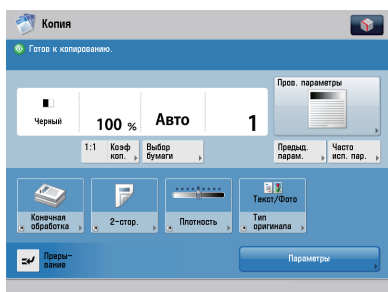 Копия
Готов к копированию.
Пров. параметры
Черный
100 %
Авто
1
1:1
Коэф
коп.
Выбор
бумаги
Предыд.
парам.
Часто
исп. пар.
Конечная
обработка
2-стор.
Плотность
Текст/Фото
Тип
оригинала
Преры-
вание
Параметры